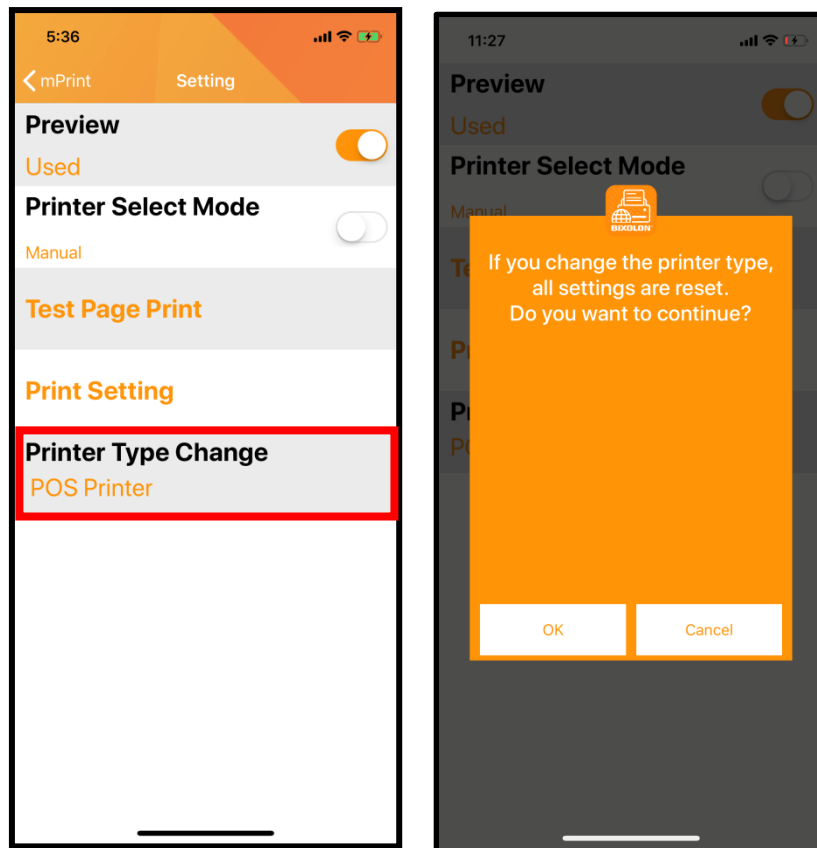 5:36
mPrint Setting
Preview
Used
Printer Select Mode
Manual
Test Page Print
Print Setting
Printer Type Change
POS Printer
11:27
Preview
Used
Printer Select Mode
Manual
BIXOLON
If you change the printer type,
all settings are reset.
Do you want to continue?
OK Cancel